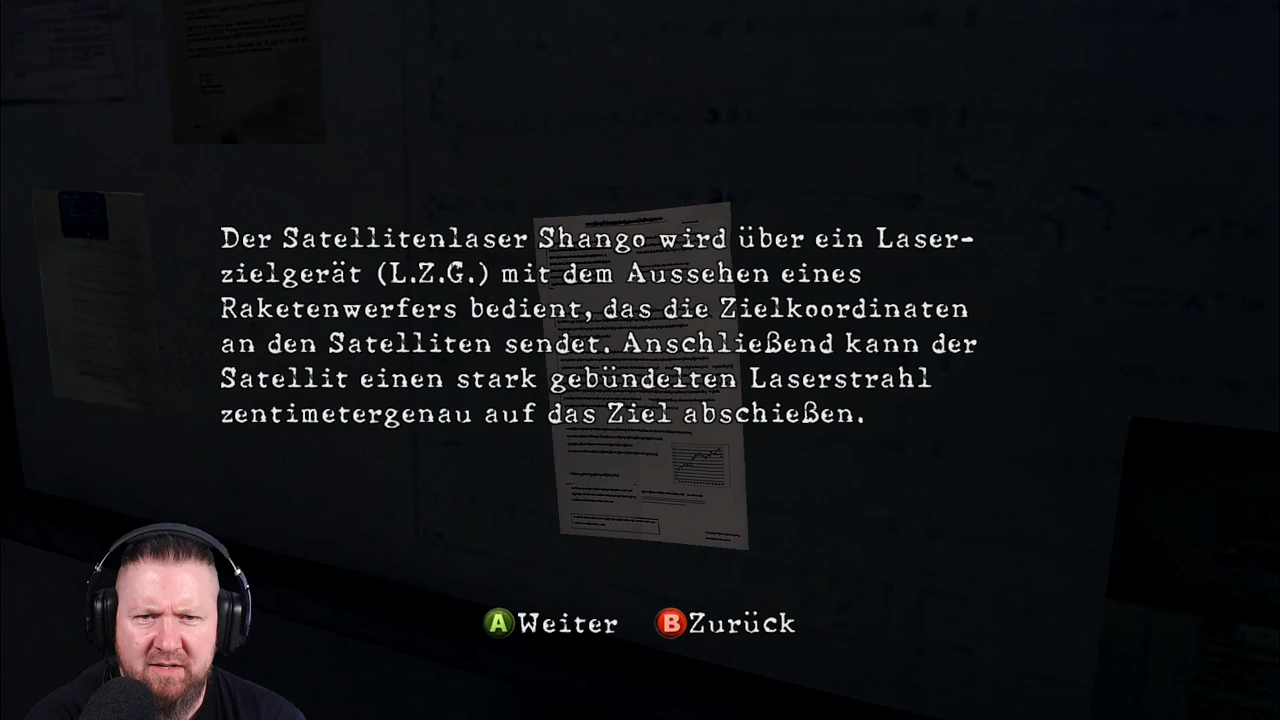 Der Satellitenlaser Shango wird über ein Laser-
zielgerät (L.Z.G.) mit dem Aussehen eines
Raketenwerfers bedient, das die Zielkoordinaten
an den Satelliten sendet. Anschließend kann der
Satellit einen stark gebündelten Laserstrahl
zentimetergenau auf das Ziel abschießen.
A Weiter B Zurück